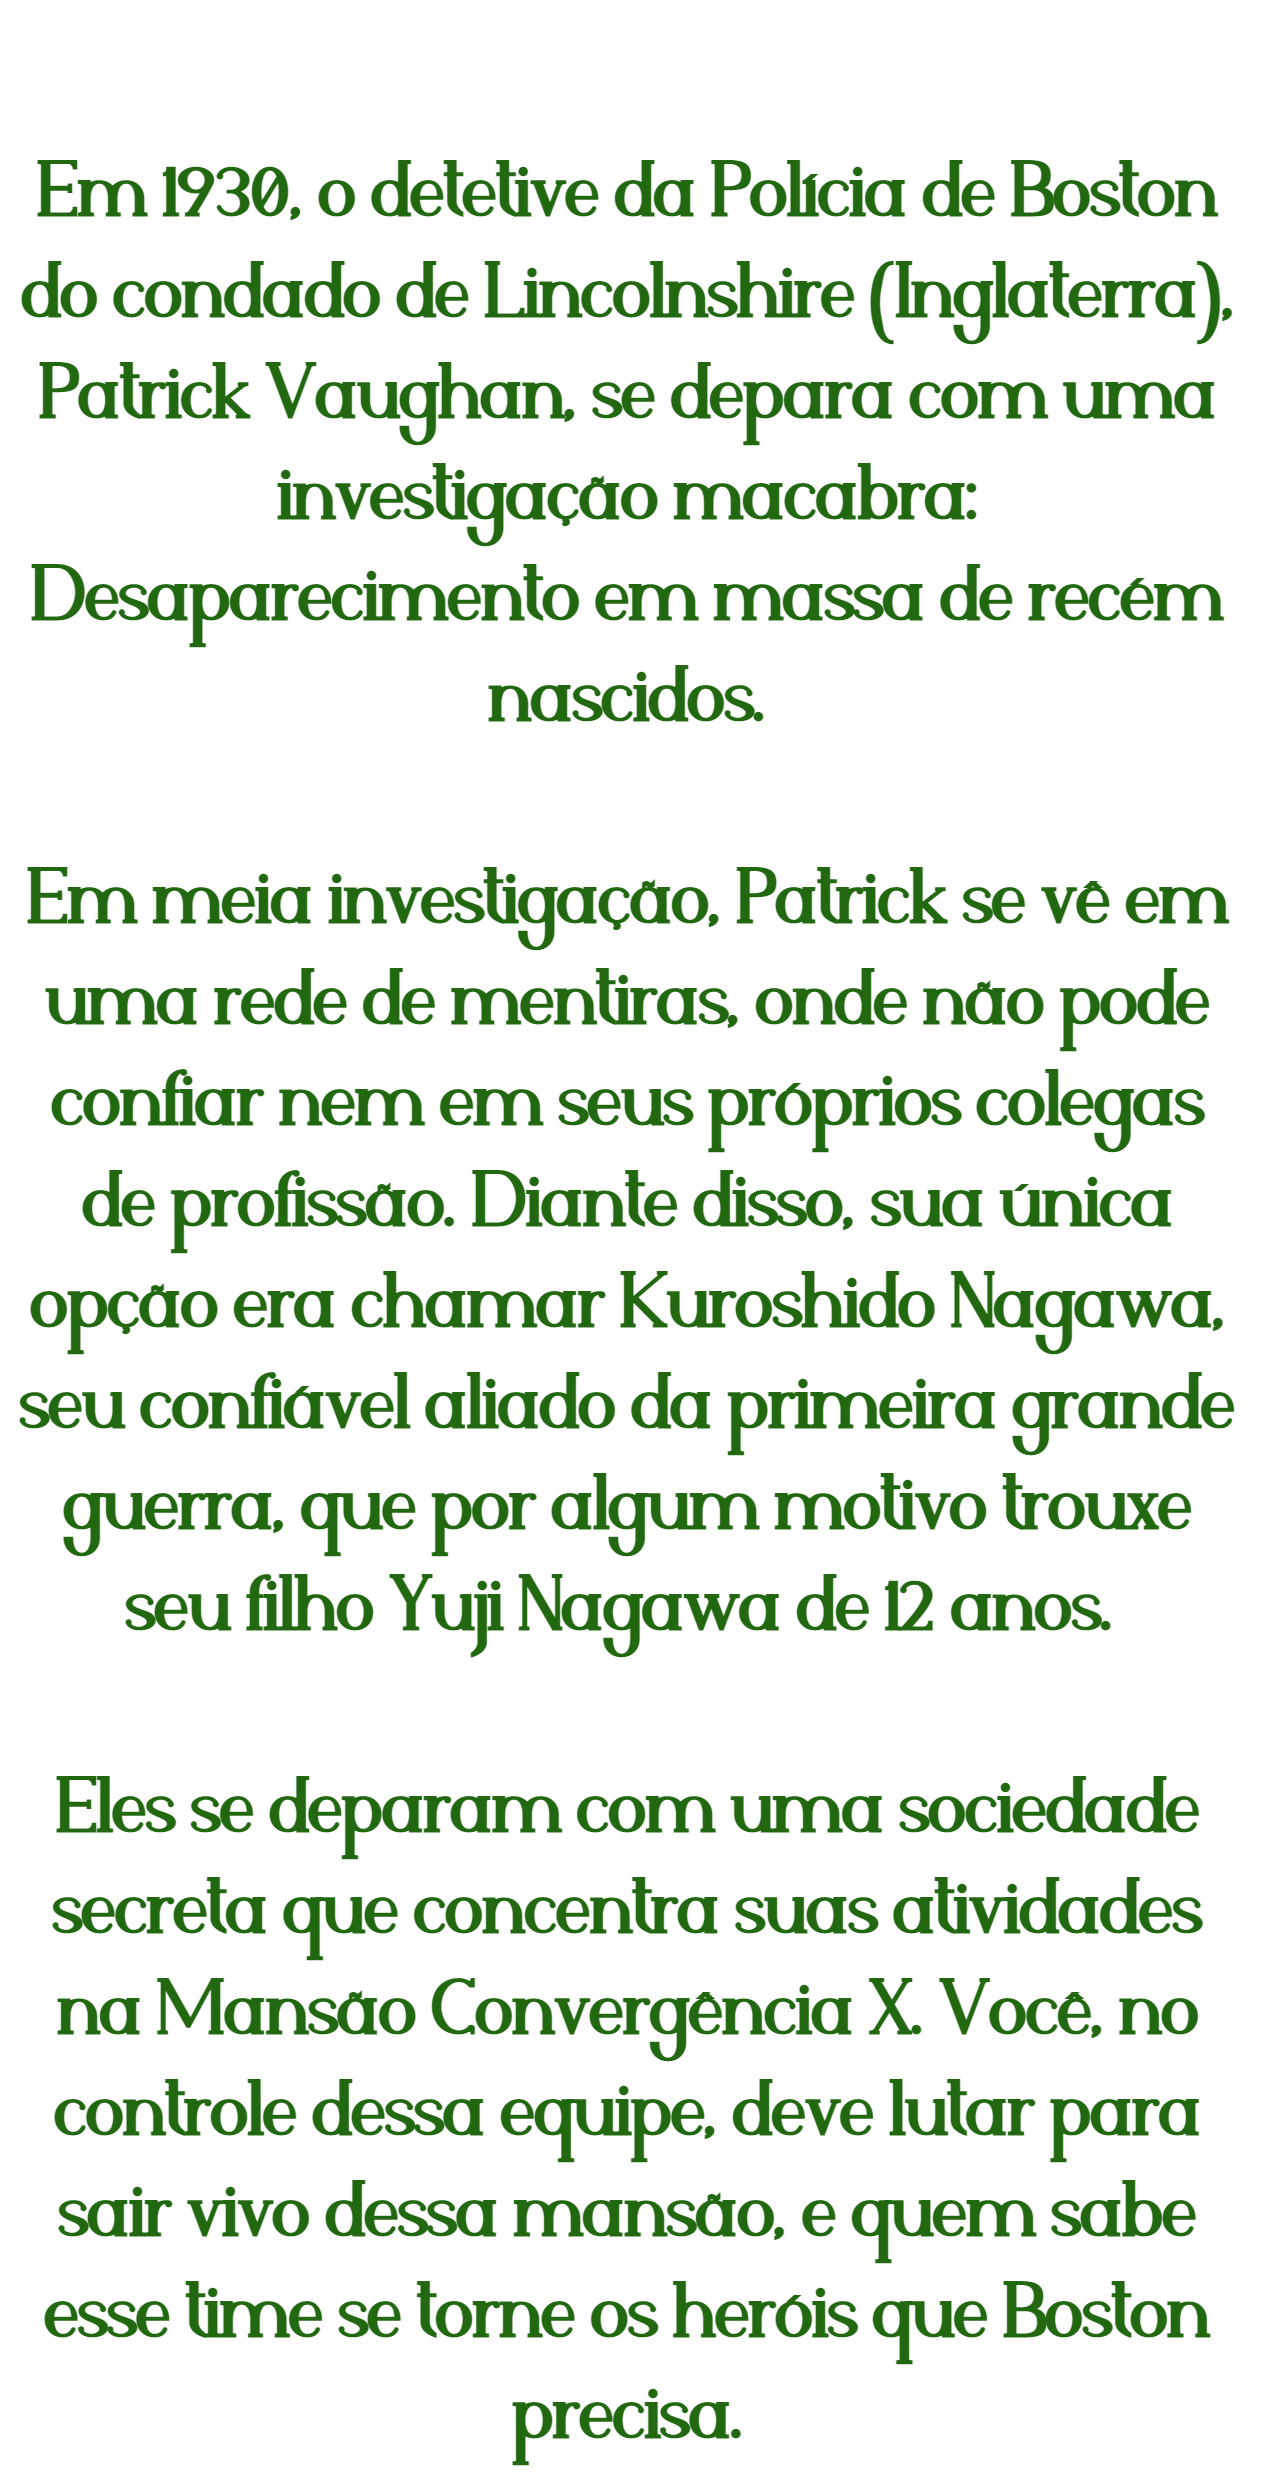 Em 1930, o detetive da Polícia de Boston
do condado de Lincolnshire (Inglaterra),
Patrick Vaughan, se depara com uma
investigação macabra:
Desaparecimento em massa de recém
nascidos.
Em meia investigação, Patrick se vê em
uma rede de mentiras, onde não pode
confiar nem em seus próprios colegas
de profissão. Diante disso, sua única
opção era chamar Kuroshido Nagawa,
seu confiável aliado da primeira grande
guerra, que por algum motivo trouxe
seu filho Yuji Nagawa de 12 anos.
Eles se deparam com uma sociedade
secreta que concentra suas atividades
na Mansão Convergência X. Você, no
controle dessa equipe, deve lutar para
sair vivo dessa mansão, e quem sabe
esse time se torne os heróis que Boston
precisa.